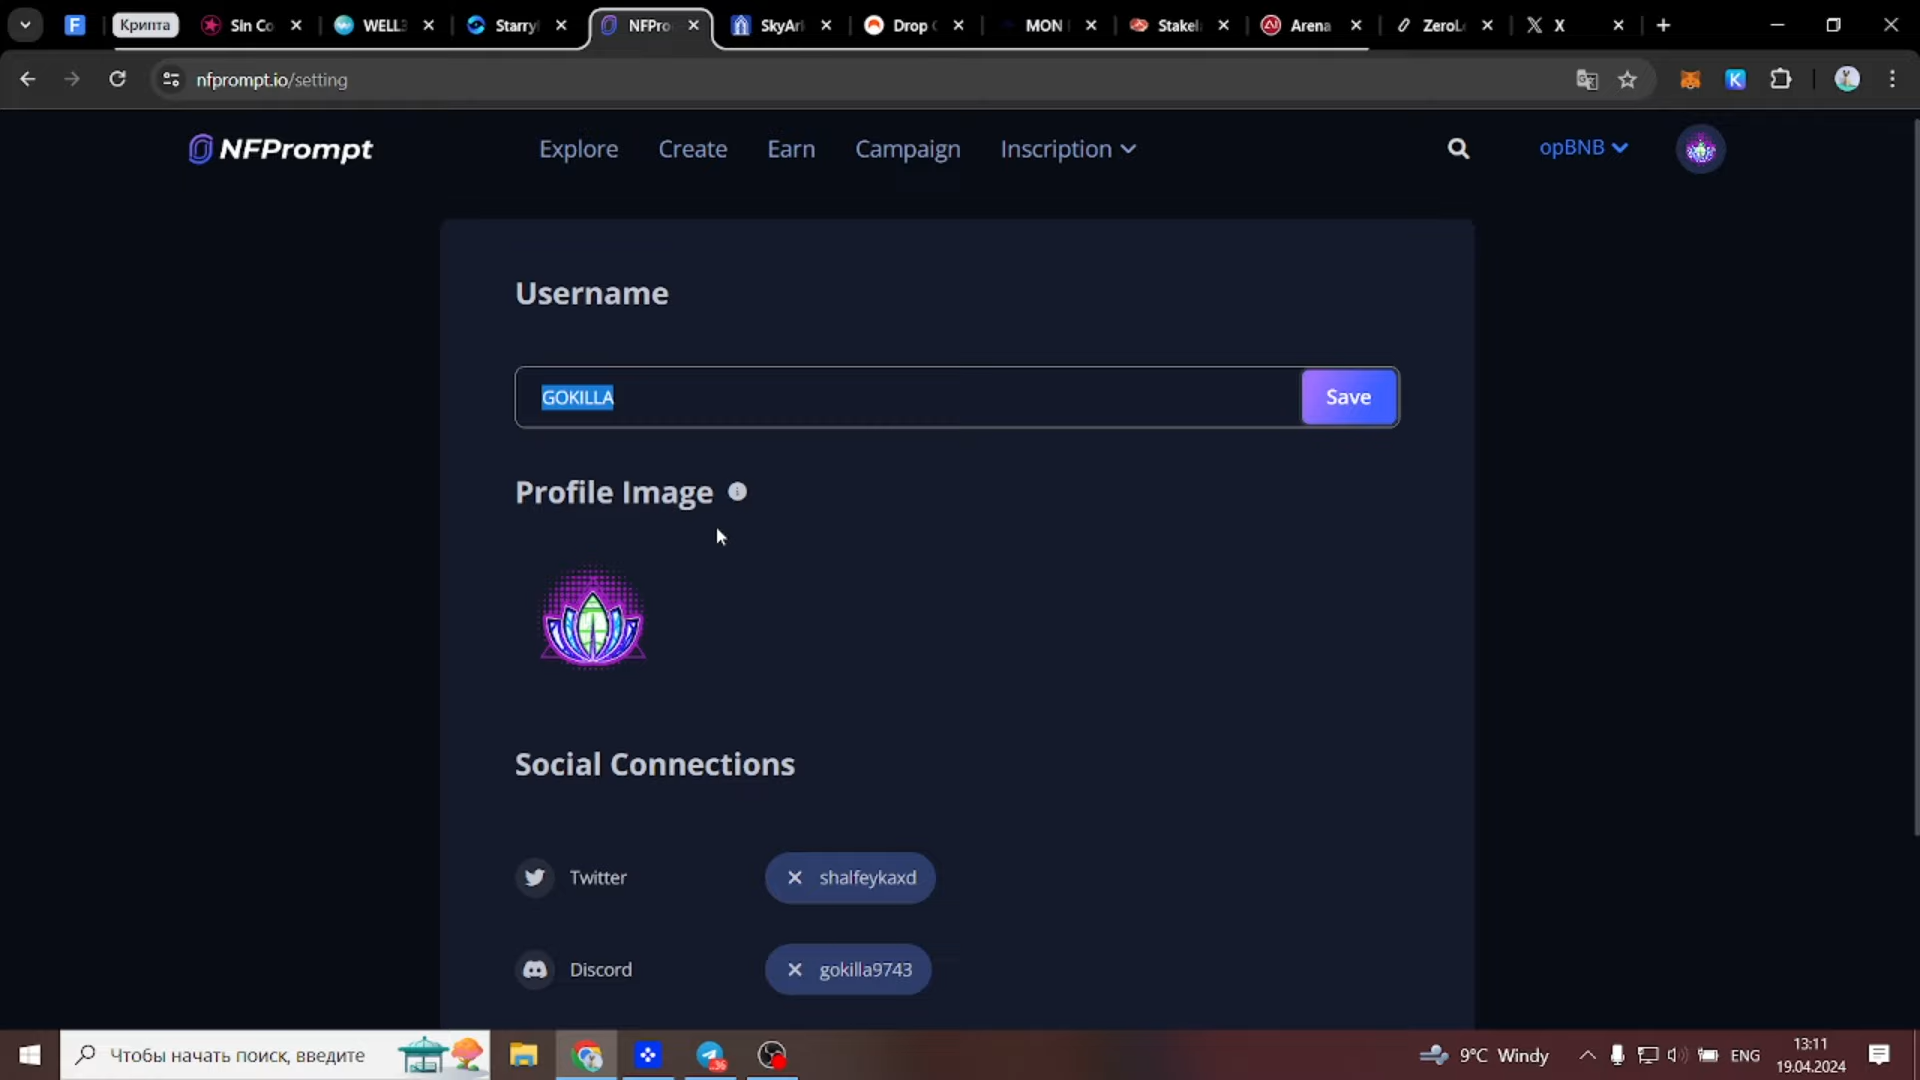 Крипта
Sin Co
WELL3
Starry
NFPro
SkyAr
Drop
MON
Stakel
Arena
ZeroL
X
nfprompt.io/setting
NFPrompt
Explore
Create
Earn
Campaign
Inscription
opBNB
Username
GOKILLA
Save
Profile Image
Social Connections
Twitter
shalfeykaxd
Discord
gokilla9743
Чтобы начать поиск, введите
9°C Windy
ENG
13:11
19.04.2024